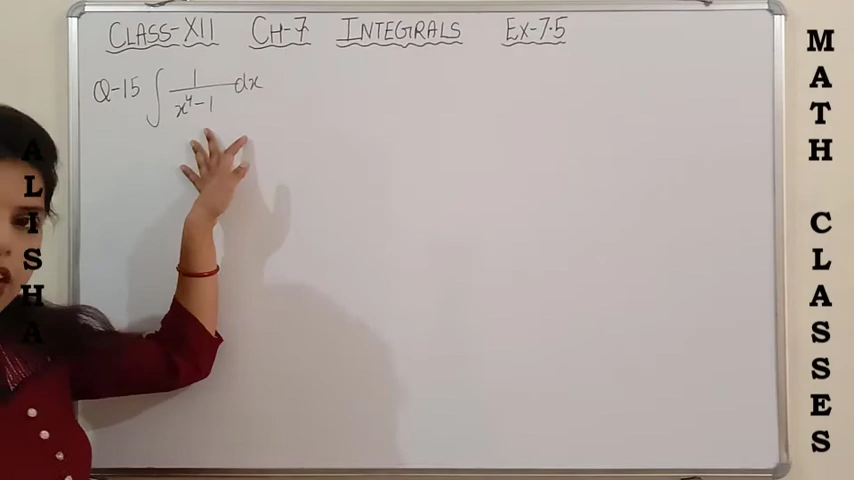 CLASS-XII CH-7 INTEGRALS EX-7.5
Q-15 ∫ 1/(x⁴-1) dx
ALISHA
MATH CLASSES